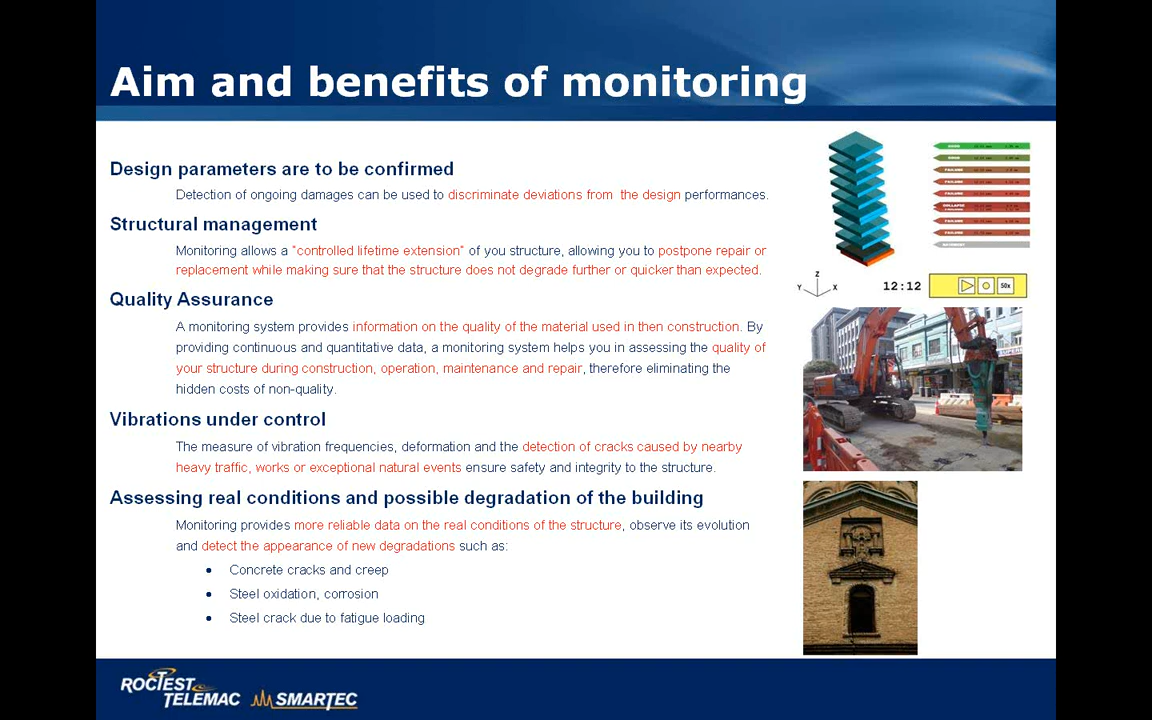 Aim and benefits of monitoring
Design parameters are to be confirmed
Detection of ongoing damages can be used to discriminate deviations from the design performances.
Structural management
Monitoring allows a "controlled lifetime extension" of you structure, allowing you to postpone repair or
replacement while making sure that the structure does not degrade further or quicker than expected.
Quality Assurance
A monitoring system provides information on the quality of the material used in then construction. By
providing continuous and quantitative data, a monitoring system helps you in assessing the quality of
your structure during construction, operation, maintenance and repair, therefore eliminating the
hidden costs of non-quality.
Vibrations under control
The measure of vibration frequencies, deformation and the detection of cracks caused by nearby
heavy traffic, works or exceptional natural events ensure safety and integrity to the structure.
Assessing real conditions and possible degradation of the building
Monitoring provides more reliable data on the real conditions of the structure, observe its evolution
and detect the appearance of new degradations such as:
• Concrete cracks and creep
• Steel oxidation, corrosion
• Steel crack due to fatigue loading
Z
Y X
12:12
50x
ROCTEST
TELEMAC
SMARTEC